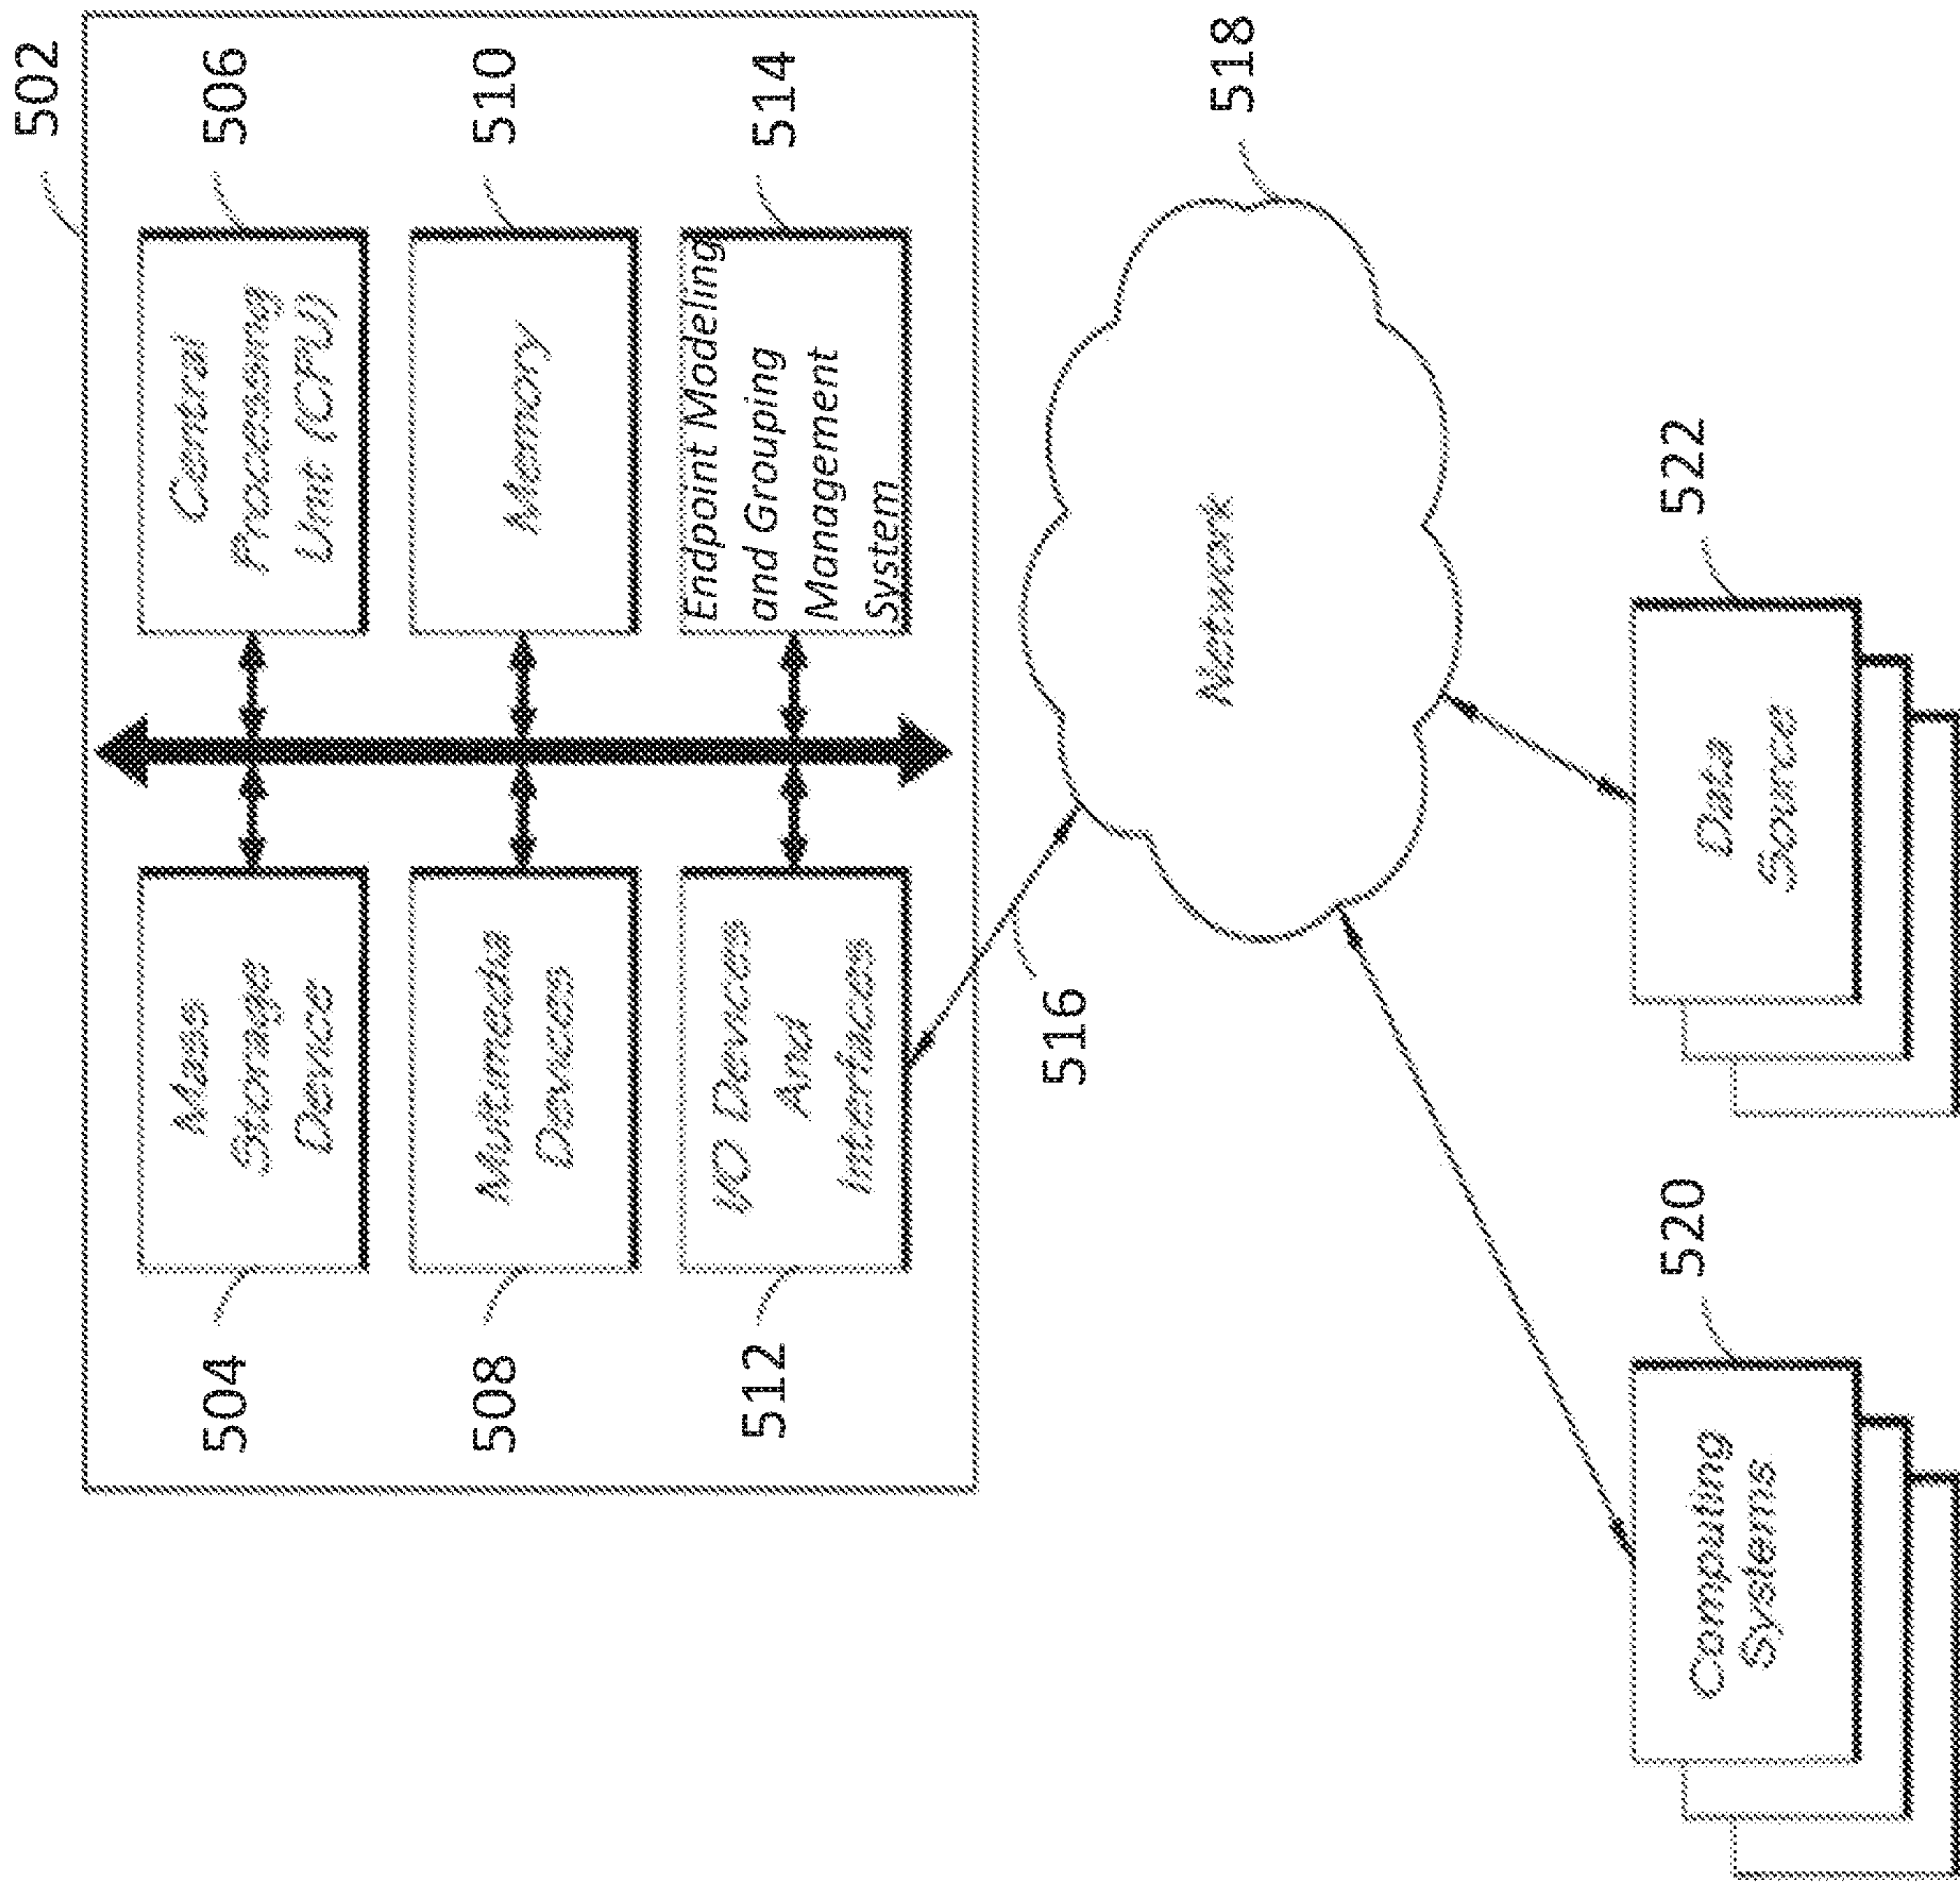 502
504
Mass
Storage
Device
Central
Processing
Unit (CPU)
506
508
Multimedia
Devices
Memory
510
512
I/O Devices
And
Interfaces
Endpoint Modeling
and Grouping
Management
System
514
516
Network
518
520
Computing
Systems
522
Data
Source